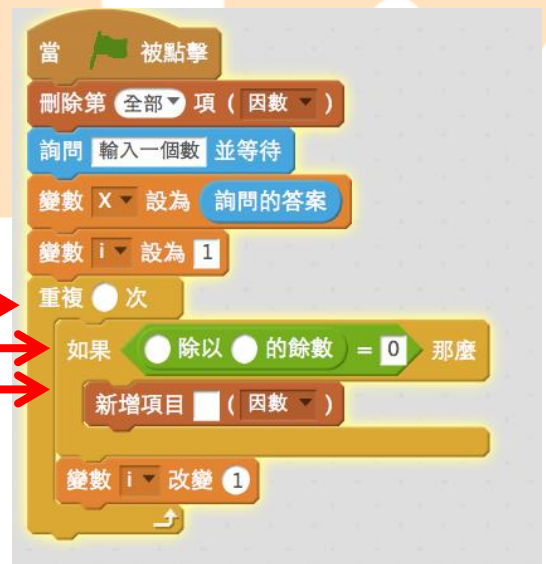 當 被點擊
刪除第 全部 項 ( 因數 )
詢問 輸入一個數 並等待
變數 X 設為 詢問的答案
變數 i 設為 1
重複 次
如果 除以 的餘數 = 0 那麼
新增項目 ( 因數 )
變數 i 改變 1